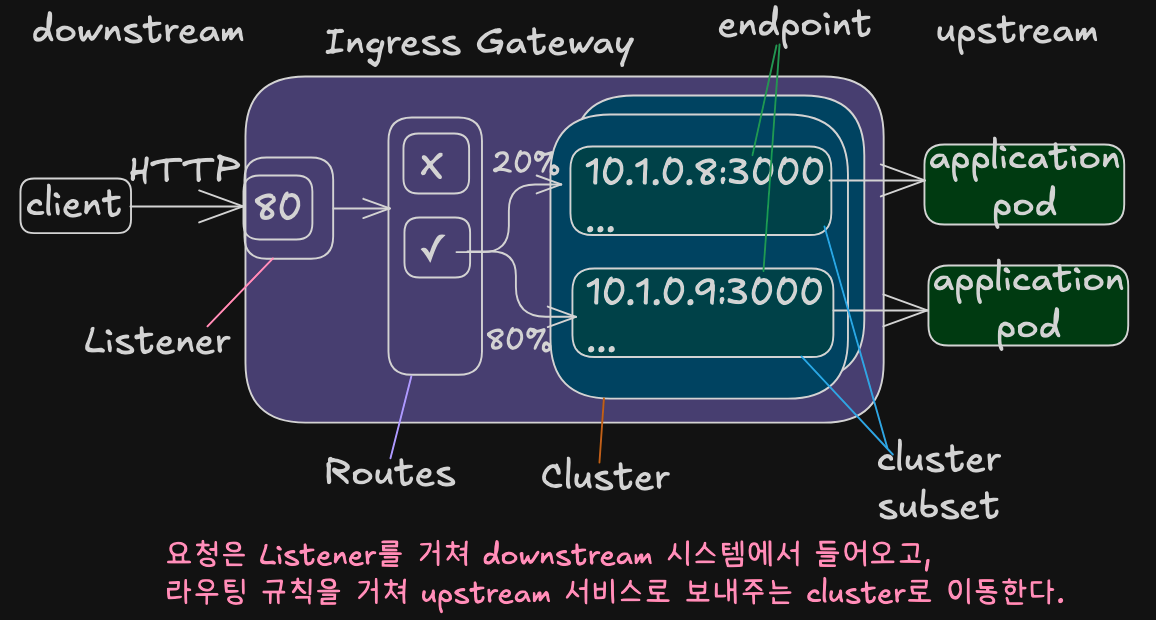 downstream
Ingress Gateway
endpoint
upstream
HTTP
client
80
X
✓
20%
80%
10.1.0.8:3000
...
10.1.0.9:3000
...
application
pod
application
pod
Listener
Routes
Cluster
cluster
subset
요청은 Listener를 거쳐 downstream 시스템에서 들어오고,
라우팅 규칙을 거쳐 upstream 서비스로 보내주는 cluster로 이동한다.